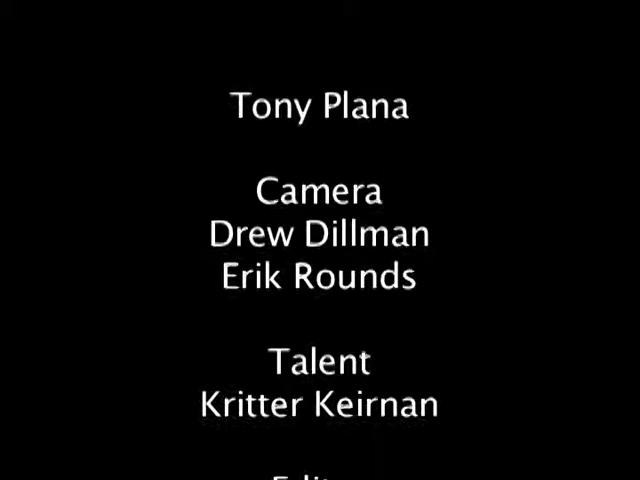 Tony Plana
Camera
Drew Dillman
Erik Rounds
Talent
Kritter Keirnan